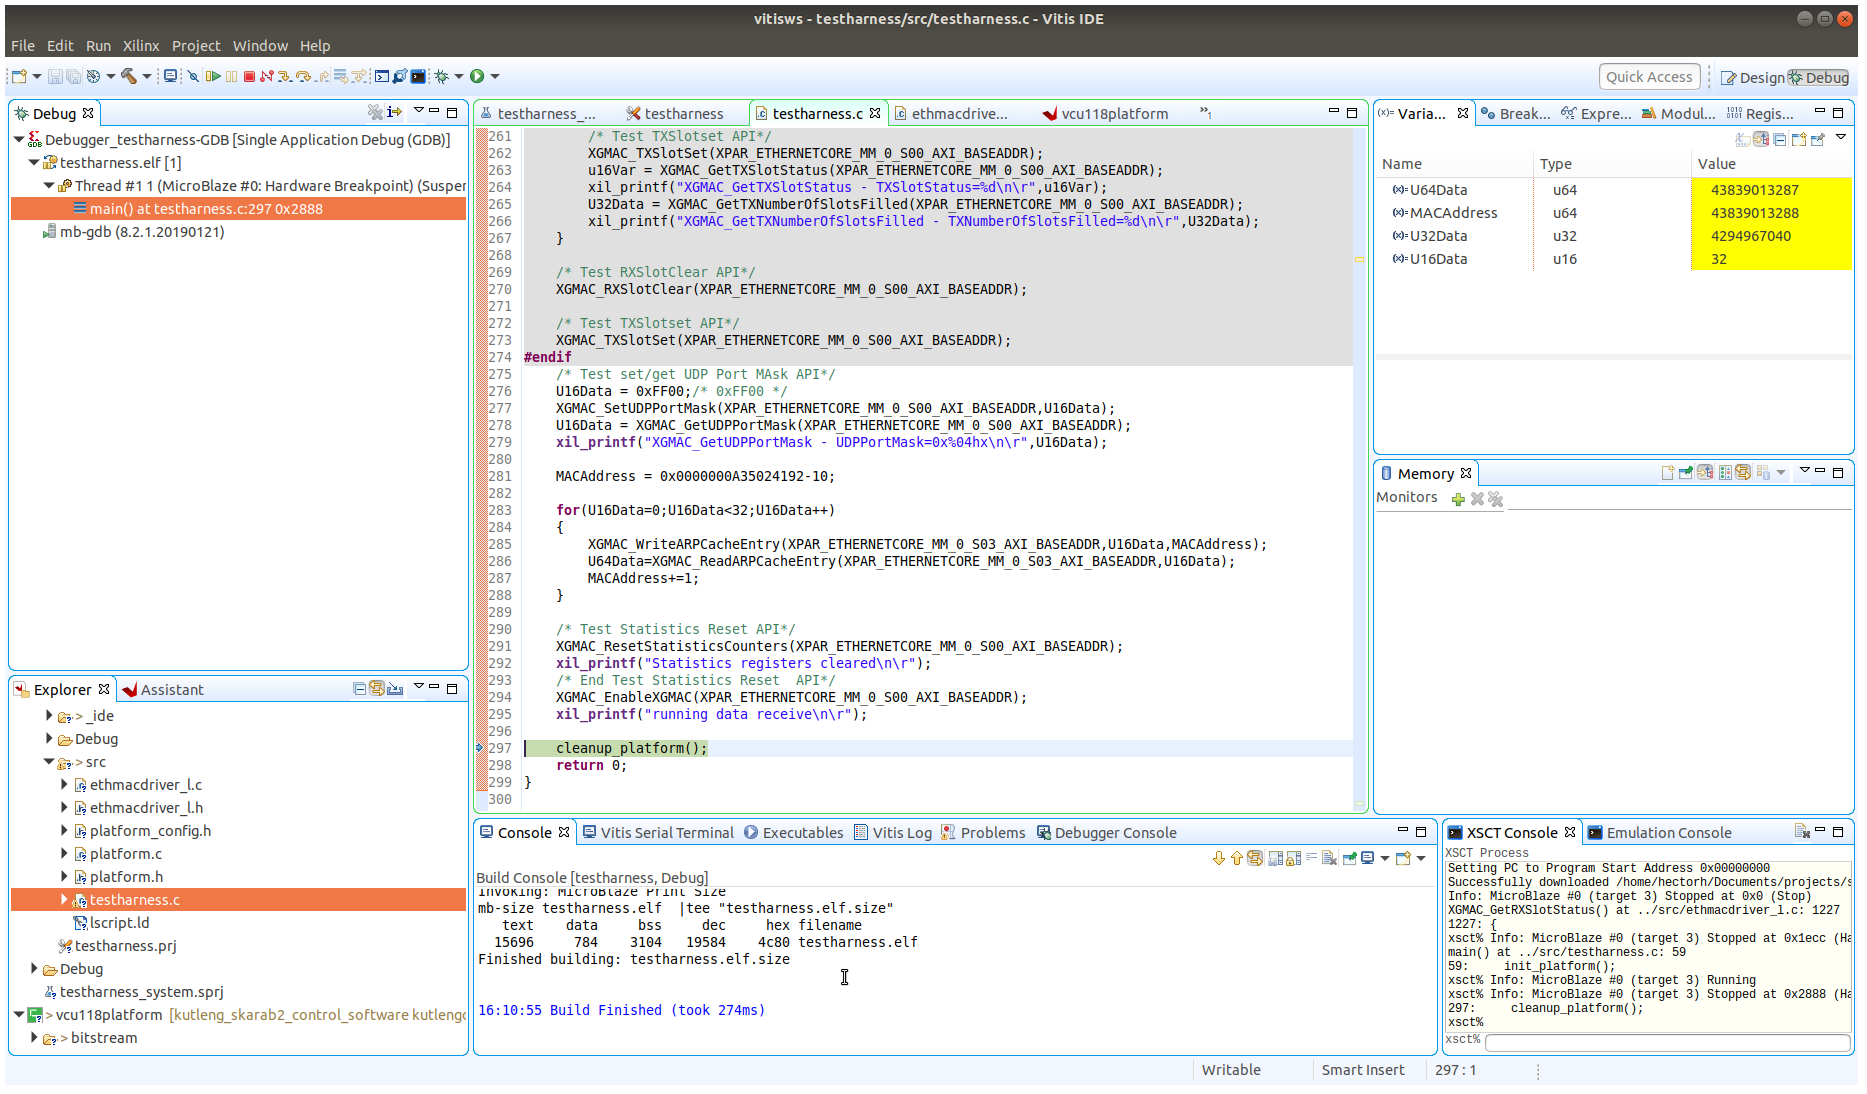 vitisws - testharness/src/testharness.c - Vitis IDE
File Edit Run Xilinx Project Window Help
Quick Access Design Debug
Debug
Debugger_testharness-GDB [Single Application Debug (GDB)]
testharness.elf [1]
Thread #1 1 (MicroBlaze #0: Hardware Breakpoint) (Susper
main() at testharness.c:297 0x2888
mb-gdb (8.2.1.20190121)
Explorer Assistant
> _ide
Debug
> src
ethmacdriver_l.c
ethmacdriver_l.h
platform_config.h
platform.c
platform.h
testharness.c
lscript.ld
testharness.prj
Debug
testharness_system.sprj
> vcu118platform [kutleng_skarab2_control_software kutlengc
> bitstream
testharness_... testharness testharness.c ethmacdrive... vcu118platform »1
261 /* Test TXSlotset API*/
262 XGMAC_TXSlotSet(XPAR_ETHERNETCORE_MM_0_S00_AXI_BASEADDR);
263 u16Var = XGMAC_GetTXSlotStatus(XPAR_ETHERNETCORE_MM_0_S00_AXI_BASEADDR);
264 xil_printf("XGMAC_GetTXSlotStatus - TXSlotStatus=%d\n\r",u16Var);
265 U32Data = XGMAC_GetTXNumberOfSlotsFilled(XPAR_ETHERNETCORE_MM_0_S00_AXI_BASEADDR);
266 xil_printf("XGMAC_GetTXNumberOfSlotsFilled - TXNumberOfSlotsFilled=%d\n\r",U32Data);
267 }
268
269 /* Test RXSlotClear API*/
270 XGMAC_RXSlotClear(XPAR_ETHERNETCORE_MM_0_S00_AXI_BASEADDR);
271
272 /* Test TXSlotset API*/
273 XGMAC_TXSlotSet(XPAR_ETHERNETCORE_MM_0_S00_AXI_BASEADDR);
274 #endif
275 /* Test set/get UDP Port MAsk API*/
276 U16Data = 0xFF00;/* 0xFF00 */
277 XGMAC_SetUDPPortMask(XPAR_ETHERNETCORE_MM_0_S00_AXI_BASEADDR,U16Data);
278 U16Data = XGMAC_GetUDPPortMask(XPAR_ETHERNETCORE_MM_0_S00_AXI_BASEADDR);
279 xil_printf("XGMAC_GetUDPPortMask - UDPPortMask=0x%04hx\n\r",U16Data);
280
281 MACAddress = 0x0000000A35024192-10;
282
283 for(U16Data=0;U16Data<32;U16Data++)
284 {
285 XGMAC_WriteARPCacheEntry(XPAR_ETHERNETCORE_MM_0_S03_AXI_BASEADDR,U16Data,MACAddress);
286 U64Data=XGMAC_ReadARPCacheEntry(XPAR_ETHERNETCORE_MM_0_S03_AXI_BASEADDR,U16Data);
287 MACAddress+=1;
288 }
289
290 /* Test Statistics Reset API*/
291 XGMAC_ResetStatisticsCounters(XPAR_ETHERNETCORE_MM_0_S00_AXI_BASEADDR);
292 xil_printf("Statistics registers cleared\n\r");
293 /* End Test Statistics Reset  API*/
294 XGMAC_EnableXGMAC(XPAR_ETHERNETCORE_MM_0_S00_AXI_BASEADDR);
295 xil_printf("running data receive\n\r");
296
297 cleanup_platform();
298 return 0;
299 }
300
Varia... Break... Expre... Modul... Regis...
Name Type Value
U64Data u64 43839013287
MACAddress u64 43839013288
U32Data u32 4294967040
U16Data u16 32
Memory
Monitors
Console Vitis Serial Terminal Executables Vitis Log Problems Debugger Console
Build Console [testharness, Debug]
Invoking: MicroBlaze Print Size
mb-size testharness.elf |tee "testharness.elf.size"
text data bss dec hex filename
15696 784 3104 19584 4c80 testharness.elf
Finished building: testharness.elf.size
16:10:55 Build Finished (took 274ms)
XSCT Console Emulation Console
XSCT Process
Setting PC to Program Start Address 0x00000000
Successfully downloaded /home/hectorh/Documents/projects/s
Info: MicroBlaze #0 (target 3) Stopped at 0x0 (Stop)
XGMAC_GetRXSlotStatus() at ../src/ethmacdriver_l.c: 1227
1227: {
xsct% Info: MicroBlaze #0 (target 3) Stopped at 0x1ecc (Ha
main() at ../src/testharness.c: 59
59: init_platform();
xsct% Info: MicroBlaze #0 (target 3) Running
xsct% Info: MicroBlaze #0 (target 3) Stopped at 0x2888 (Ha
297: cleanup_platform();
xsct%
xsct%
Writable Smart Insert 297 : 1